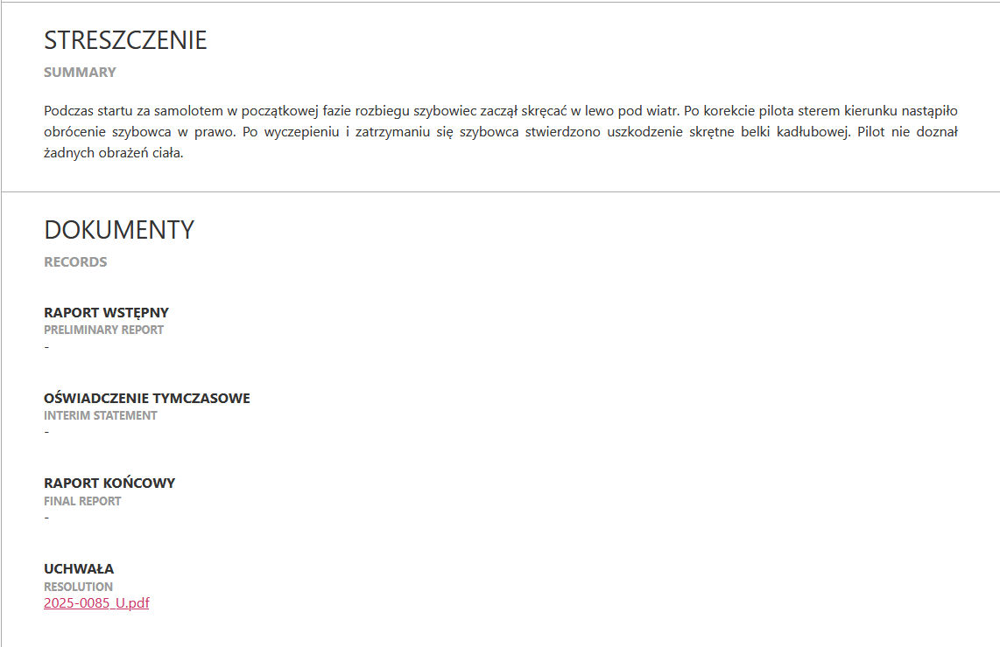 STRESZCZENIE
SUMMARY
Podczas startu za samolotem w początkowej fazie rozbiegu szybowiec zaczął skręcać w lewo pod wiatr. Po korekcie pilota sterem kierunku nastąpiło
obrócenie szybowca w prawo. Po wyczepieniu i zatrzymaniu się szybowca stwierdzono uszkodzenie skrętne belki kadłubowej. Pilot nie doznał
żadnych obrażeń ciała.
DOKUMENTY
RECORDS
RAPORT WSTĘPNY
PRELIMINARY REPORT
-
OŚWIADCZENIE TYMCZASOWE
INTERIM STATEMENT
-
RAPORT KOŃCOWY
FINAL REPORT
-
UCHWAŁA
RESOLUTION
2025-0085_U.pdf